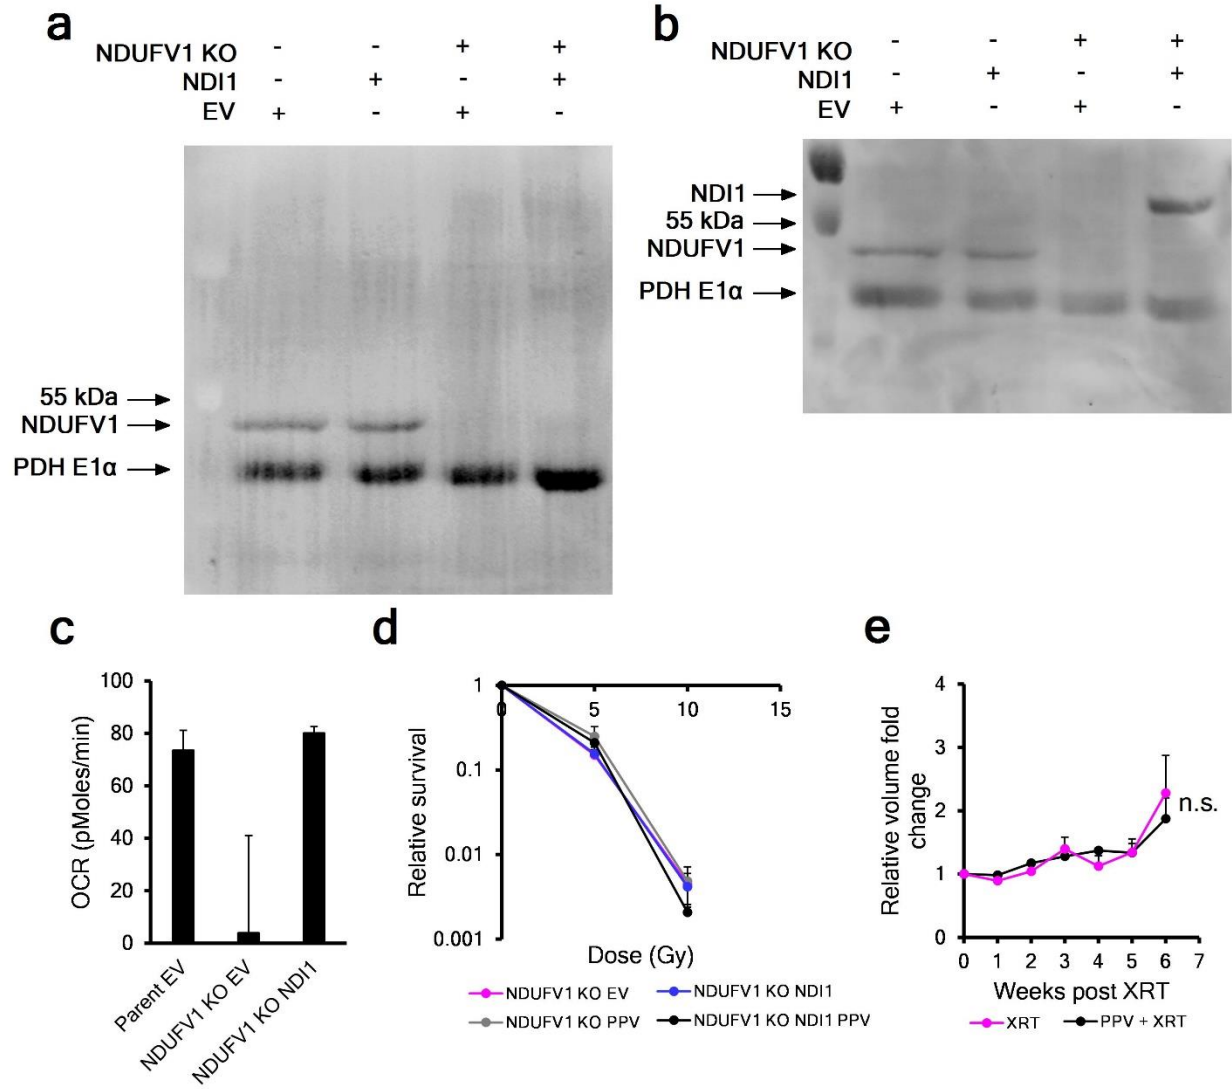 a
NDUFV1 KO - - + +
NDI1 - + - +
EV + - + -
55 kDa
NDUFV1
PDH E1α
b
NDUFV1 KO - - + +
NDI1 - + - +
EV + - + -
NDI1
55 kDa
NDUFV1
PDH E1α
c
OCR (pMoles/min)
100
80
60
40
20
0
Parent EV
NDUFV1 KO EV
NDUFV1 KO NDI1
d
Relative survival
1
0.1
0.01
0.001
0 5 10 15
Dose (Gy)
NDUFV1 KO EV NDUFV1 KO NDI1
NDUFV1 KO PPV NDUFV1 KO NDI1 PPV
e
Relative volume fold
change
4
3
2
1
0
n.s.
0 1 2 3 4 5 6 7
Weeks post XRT
XRT PPV + XRT